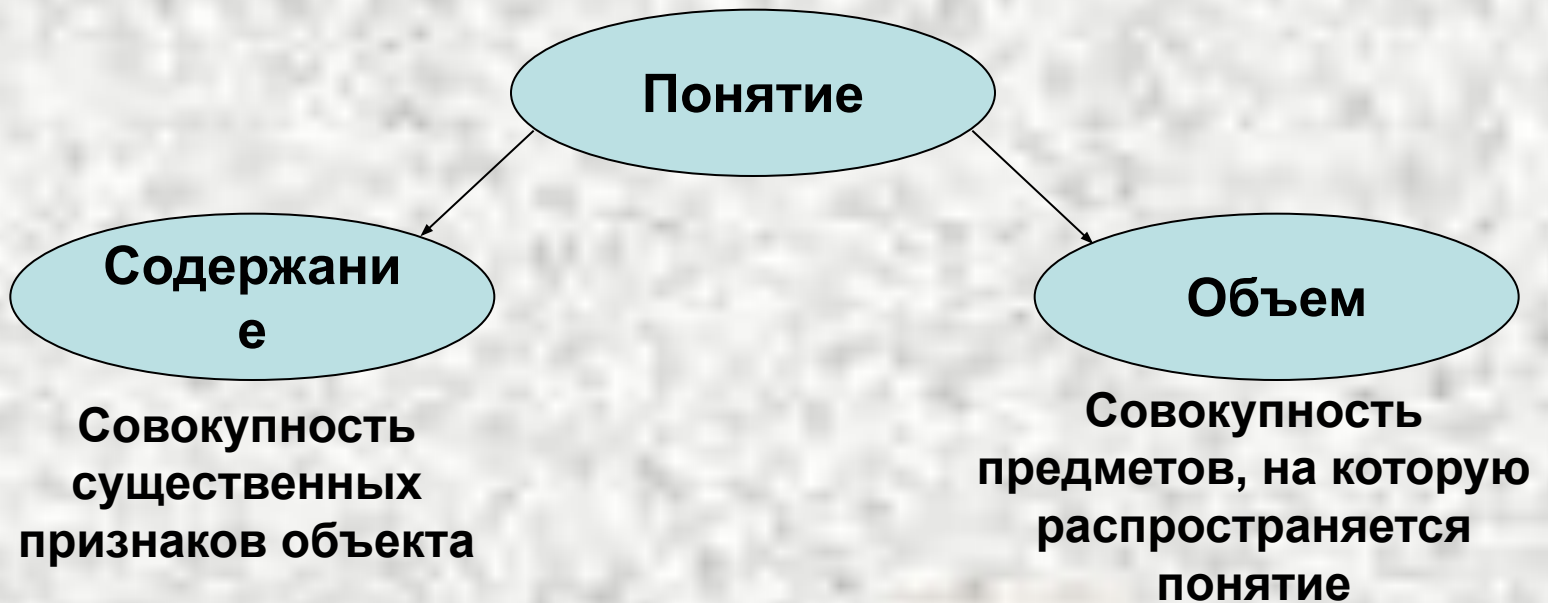 Понятие
Содержани
е
Объем
Совокупность
существенных
признаков объекта
Совокупность
предметов, на которую
распространяется
понятие